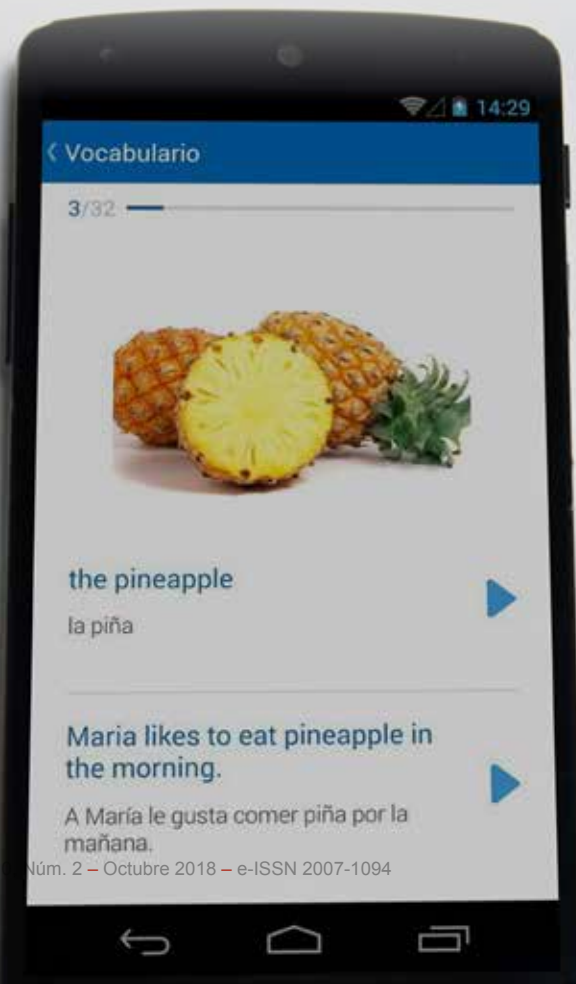 14:29
Vocabulario
3/32
the pineapple
la piña
Maria likes to eat pineapple in
the morning.
A María le gusta comer piña por la
mañana.
Núm. 2 – Octubre 2018 – e-ISSN 2007-1094